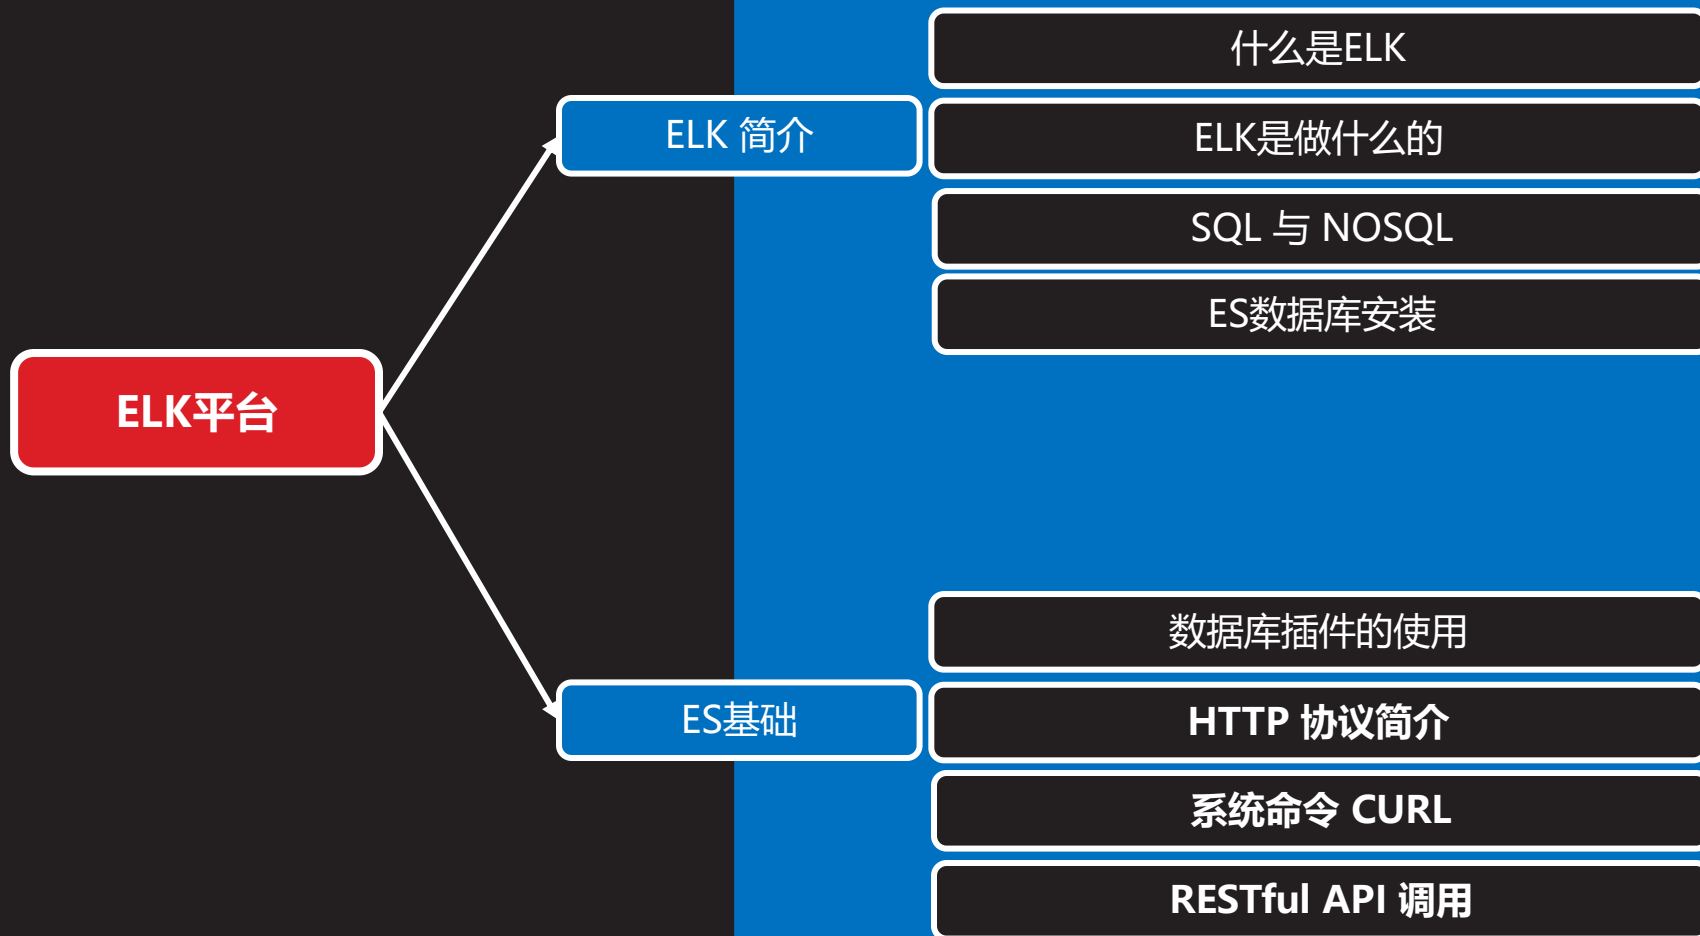 ELK平台
ELK 简介
什么是ELK
ELK是做什么的
SQL 与 NOSQL
ES数据库安装
ES基础
数据库插件的使用
HTTP 协议简介
系统命令 CURL
RESTful API 调用